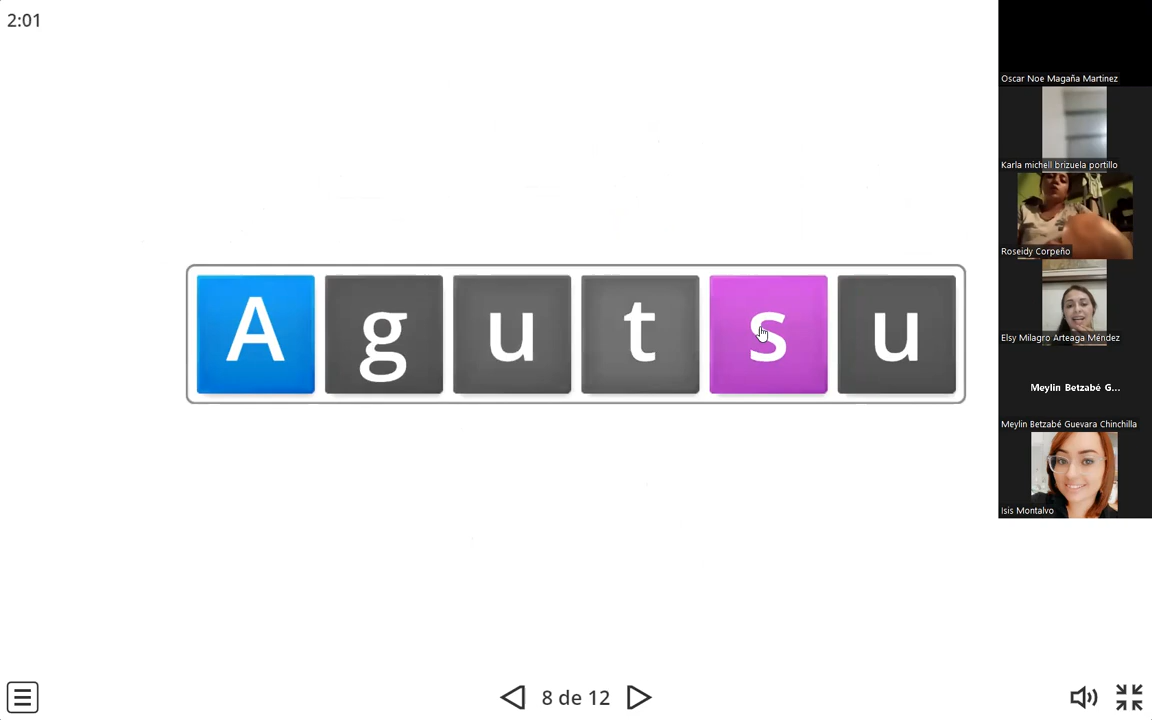 2:01
Oscar Noe Magaña Martinez
Karla michell brizuela portillo
Roseidy Corpeño
Elsy Milagro Arteaga Méndez
Meylin Betzabé G...
Meylin Betzabé Guevara Chinchilla
Isis Montalvo
A g u t s u
8 de 12